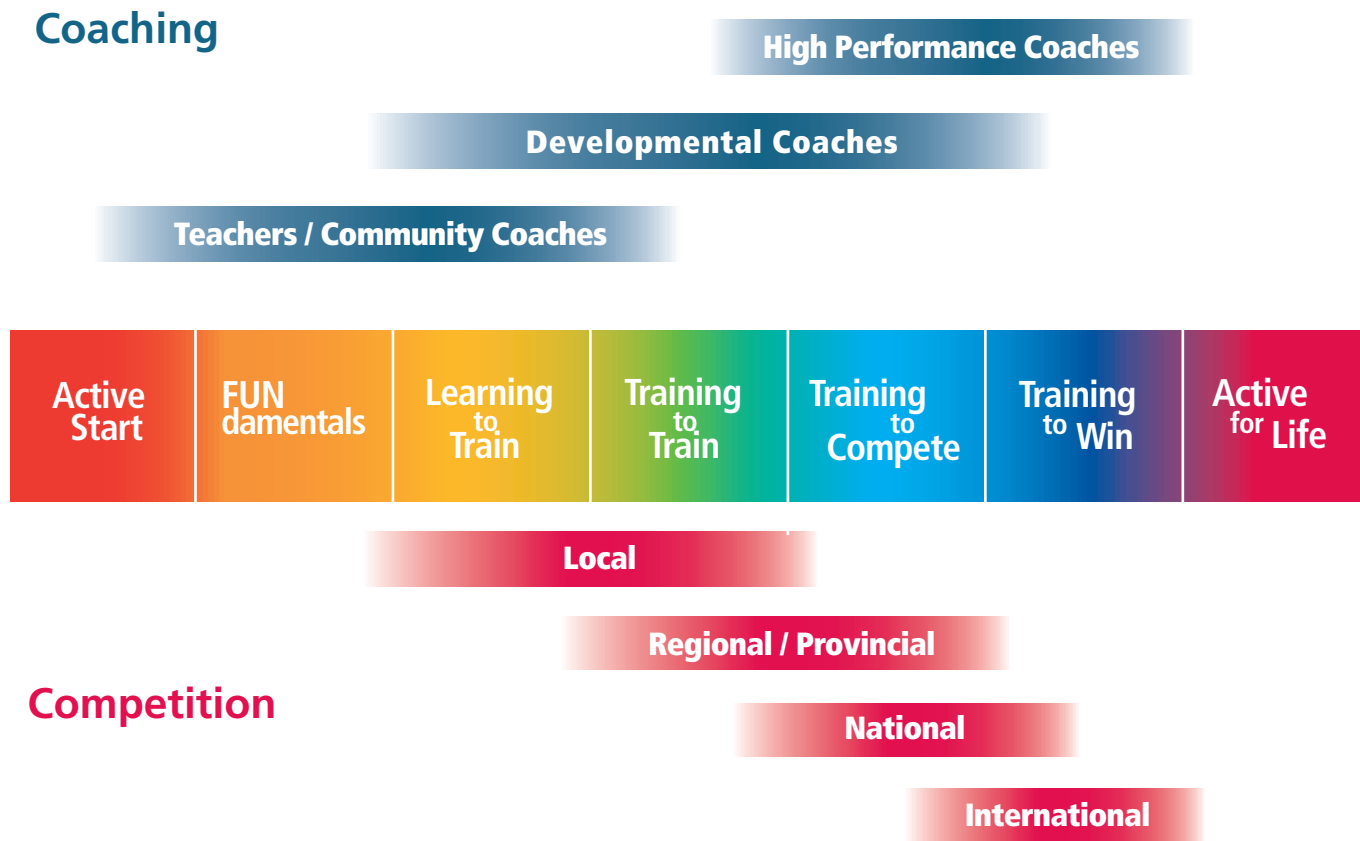 Coaching
High Performance Coaches
Developmental Coaches
Teachers / Community Coaches
Active
Start
FUN
damentals
Learning
to
Train
Training
to
Train
Training
to
Compete
Training
to Win
Active
for Life
Local
Regional / Provincial
Competition
National
International